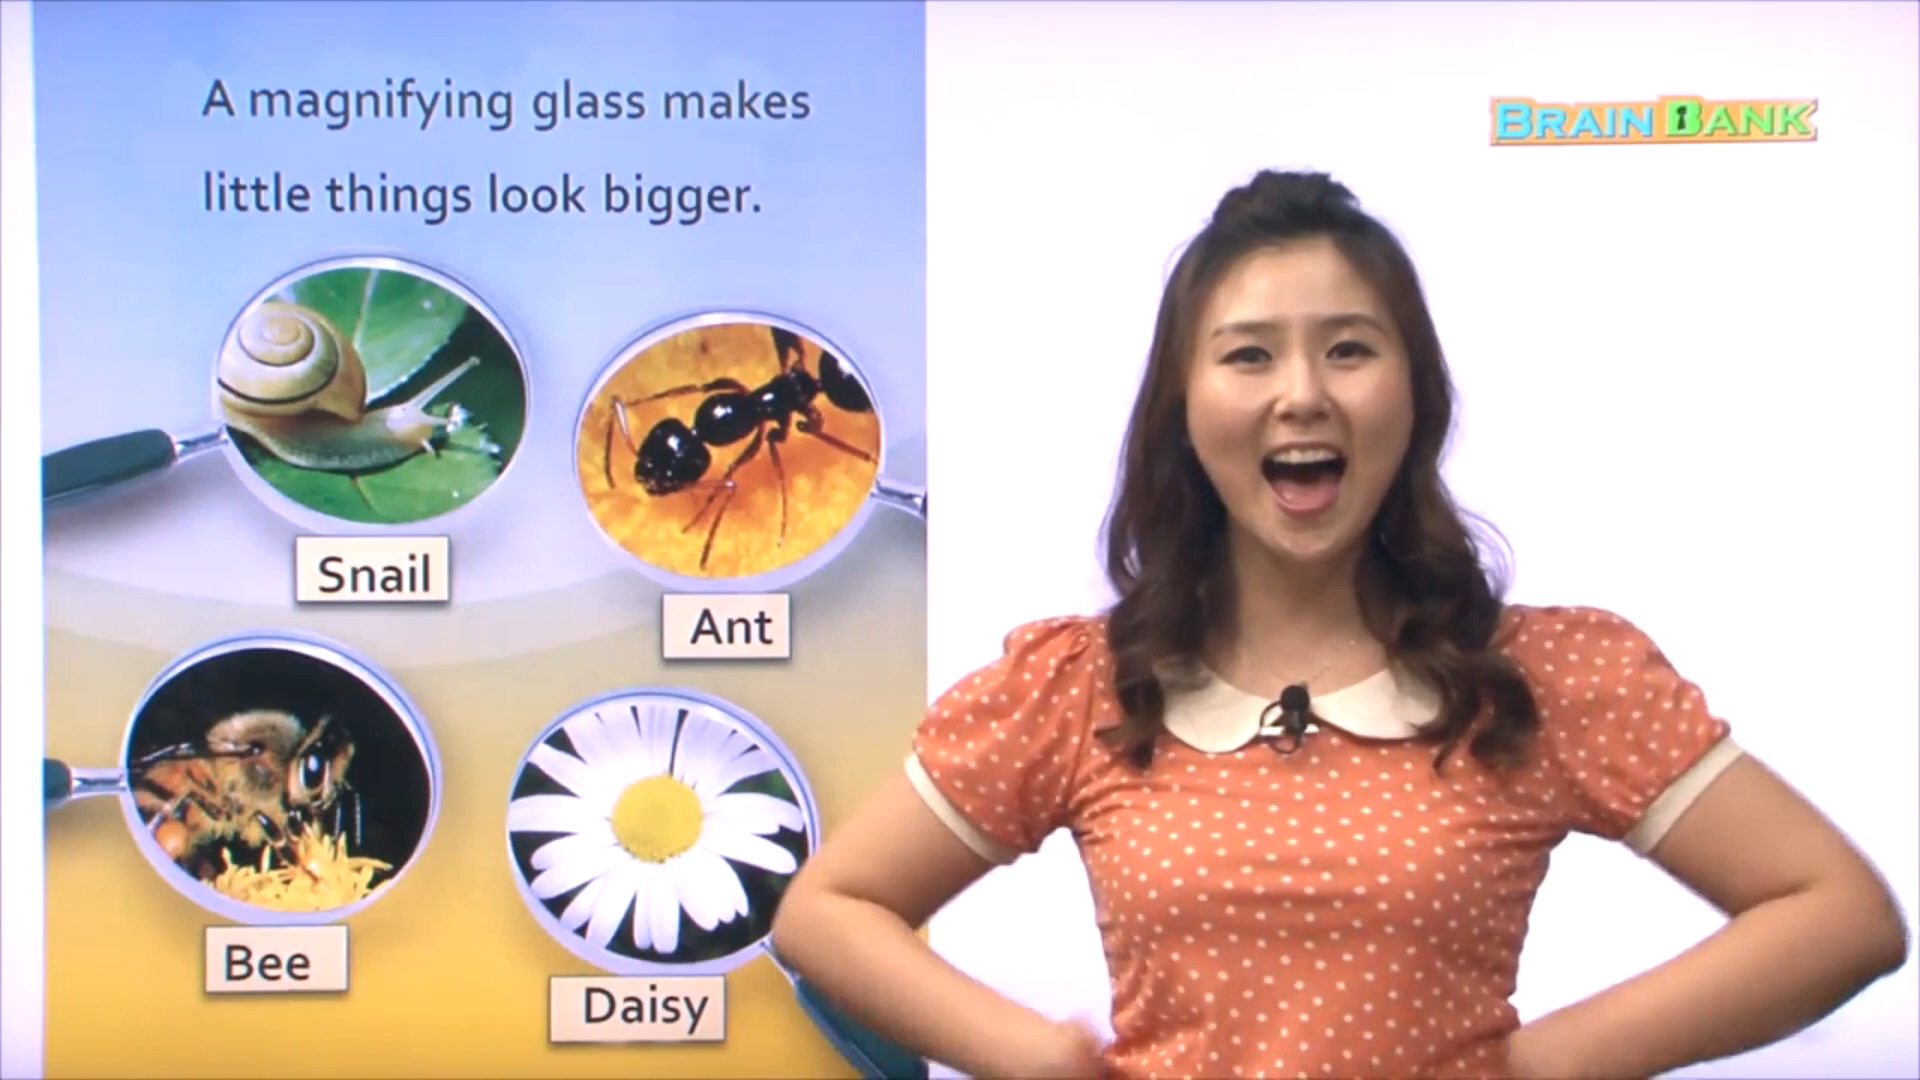 A magnifying glass makes
little things look bigger.
BRAIN BANK
Snail
Ant
Bee
Daisy